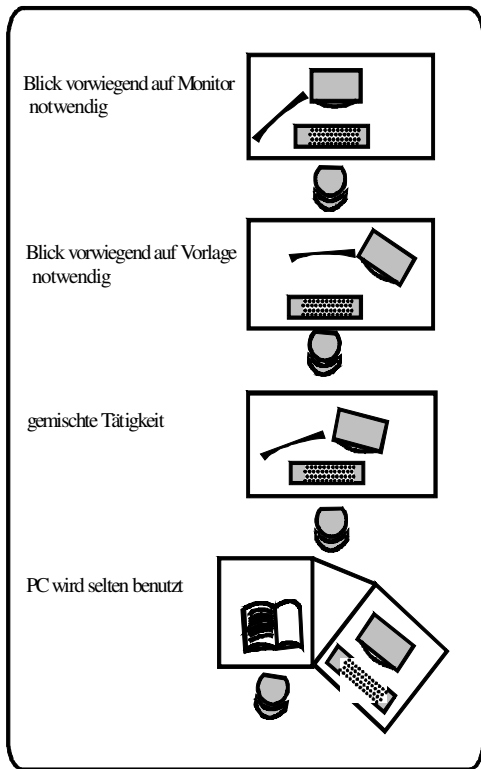 Blick vorwiegend auf Monitor
notwendig
Blick vorwiegend auf Vorlage
notwendig
gemischte Tätigkeit
PC wird selten benutzt